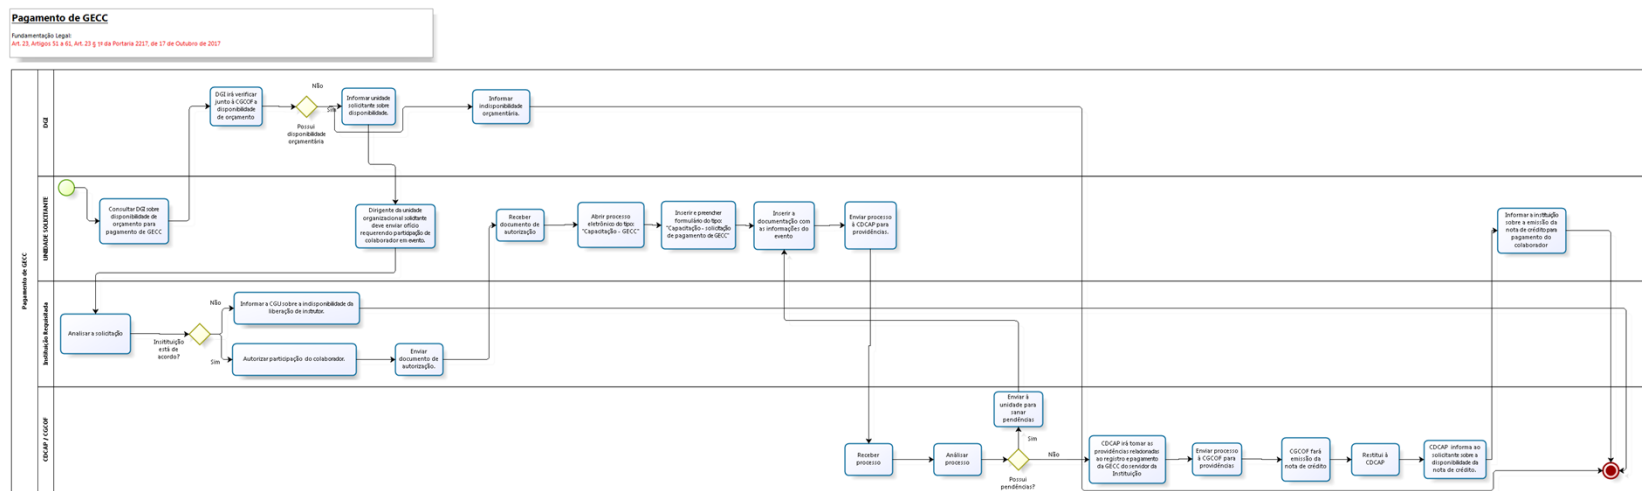 Pagamento de GECC
Fundamentação Legal:
Art. 23, Artigos 51 a 61, Art. 23 § 1º da Portaria 2217, de 17 de Outubro de 2017
Pagamento de GECC
DGI
DGI irá verificar
junto à CGCOF a
disponibilidade
de orçamento
Não
Sim
Possui
disponibilidade
orçamentária
Informar unidade
solicitante sobre
disponibilidade.
Informar
indisponibilidade
orçamentária.
UNIDADE SOLICITANTE
Consultar DGI sobre
disponibilidade de
orçamento para
pagamento de GECC
Dirigente da unidade
organizacional solicitante
deve enviar ofício
requerendo participação de
colaborador em evento.
Receber
documento de
autorização
Abrir processo
eletrônico do tipo:
"Capacitação - GECC"
Inserir e preencher
formulário do tipo:
"Capacitação - solicitação
de pagamento de GECC"
Inserir a
documentação com
as informações do
evento
Enviar processo
à CDCAP para
providências.
Informar a instituição
sobre a emissão da
nota de crédito para
pagamento do
colaborador
Instituição Requisitada
Analisar a solicitação
Instituição
está de
acordo?
Não
Sim
Informar a CGU sobre a indisponibilidade da
liberação de instrutor.
Autorizar participação do colaborador.
Enviar
documento de
autorização.
CDCAP / CGCOF
Receber
processo
Análisar
processo
Enviar à
unidade para
sanar
pendências
Sim
Não
Possui
pendências?
CDCAP irá tomar as
providências relacionadas
ao registro e pagamento
da GECC do servidor da
Instituição
Enviar processo
à CGCOF para
providências
CGCOF fará
emissão da
nota de crédito
Restitui à
CDCAP
CDCAP informa ao
solicitante sobre a
disponibilidade da
nota de crédito.